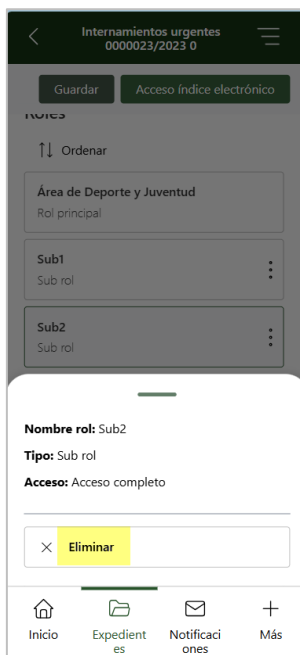 Internamientos urgentes
0000023/2023 0
Guardar
Acceso índice electrónico
Roles
Ordenar
Área de Deporte y Juventud
Rol principal
Sub1
Sub rol
Sub2
Sub rol
Nombre rol: Sub2
Tipo: Sub rol
Acceso: Acceso completo
Eliminar
Inicio
Expedient
es
Notificaci
ones
Más